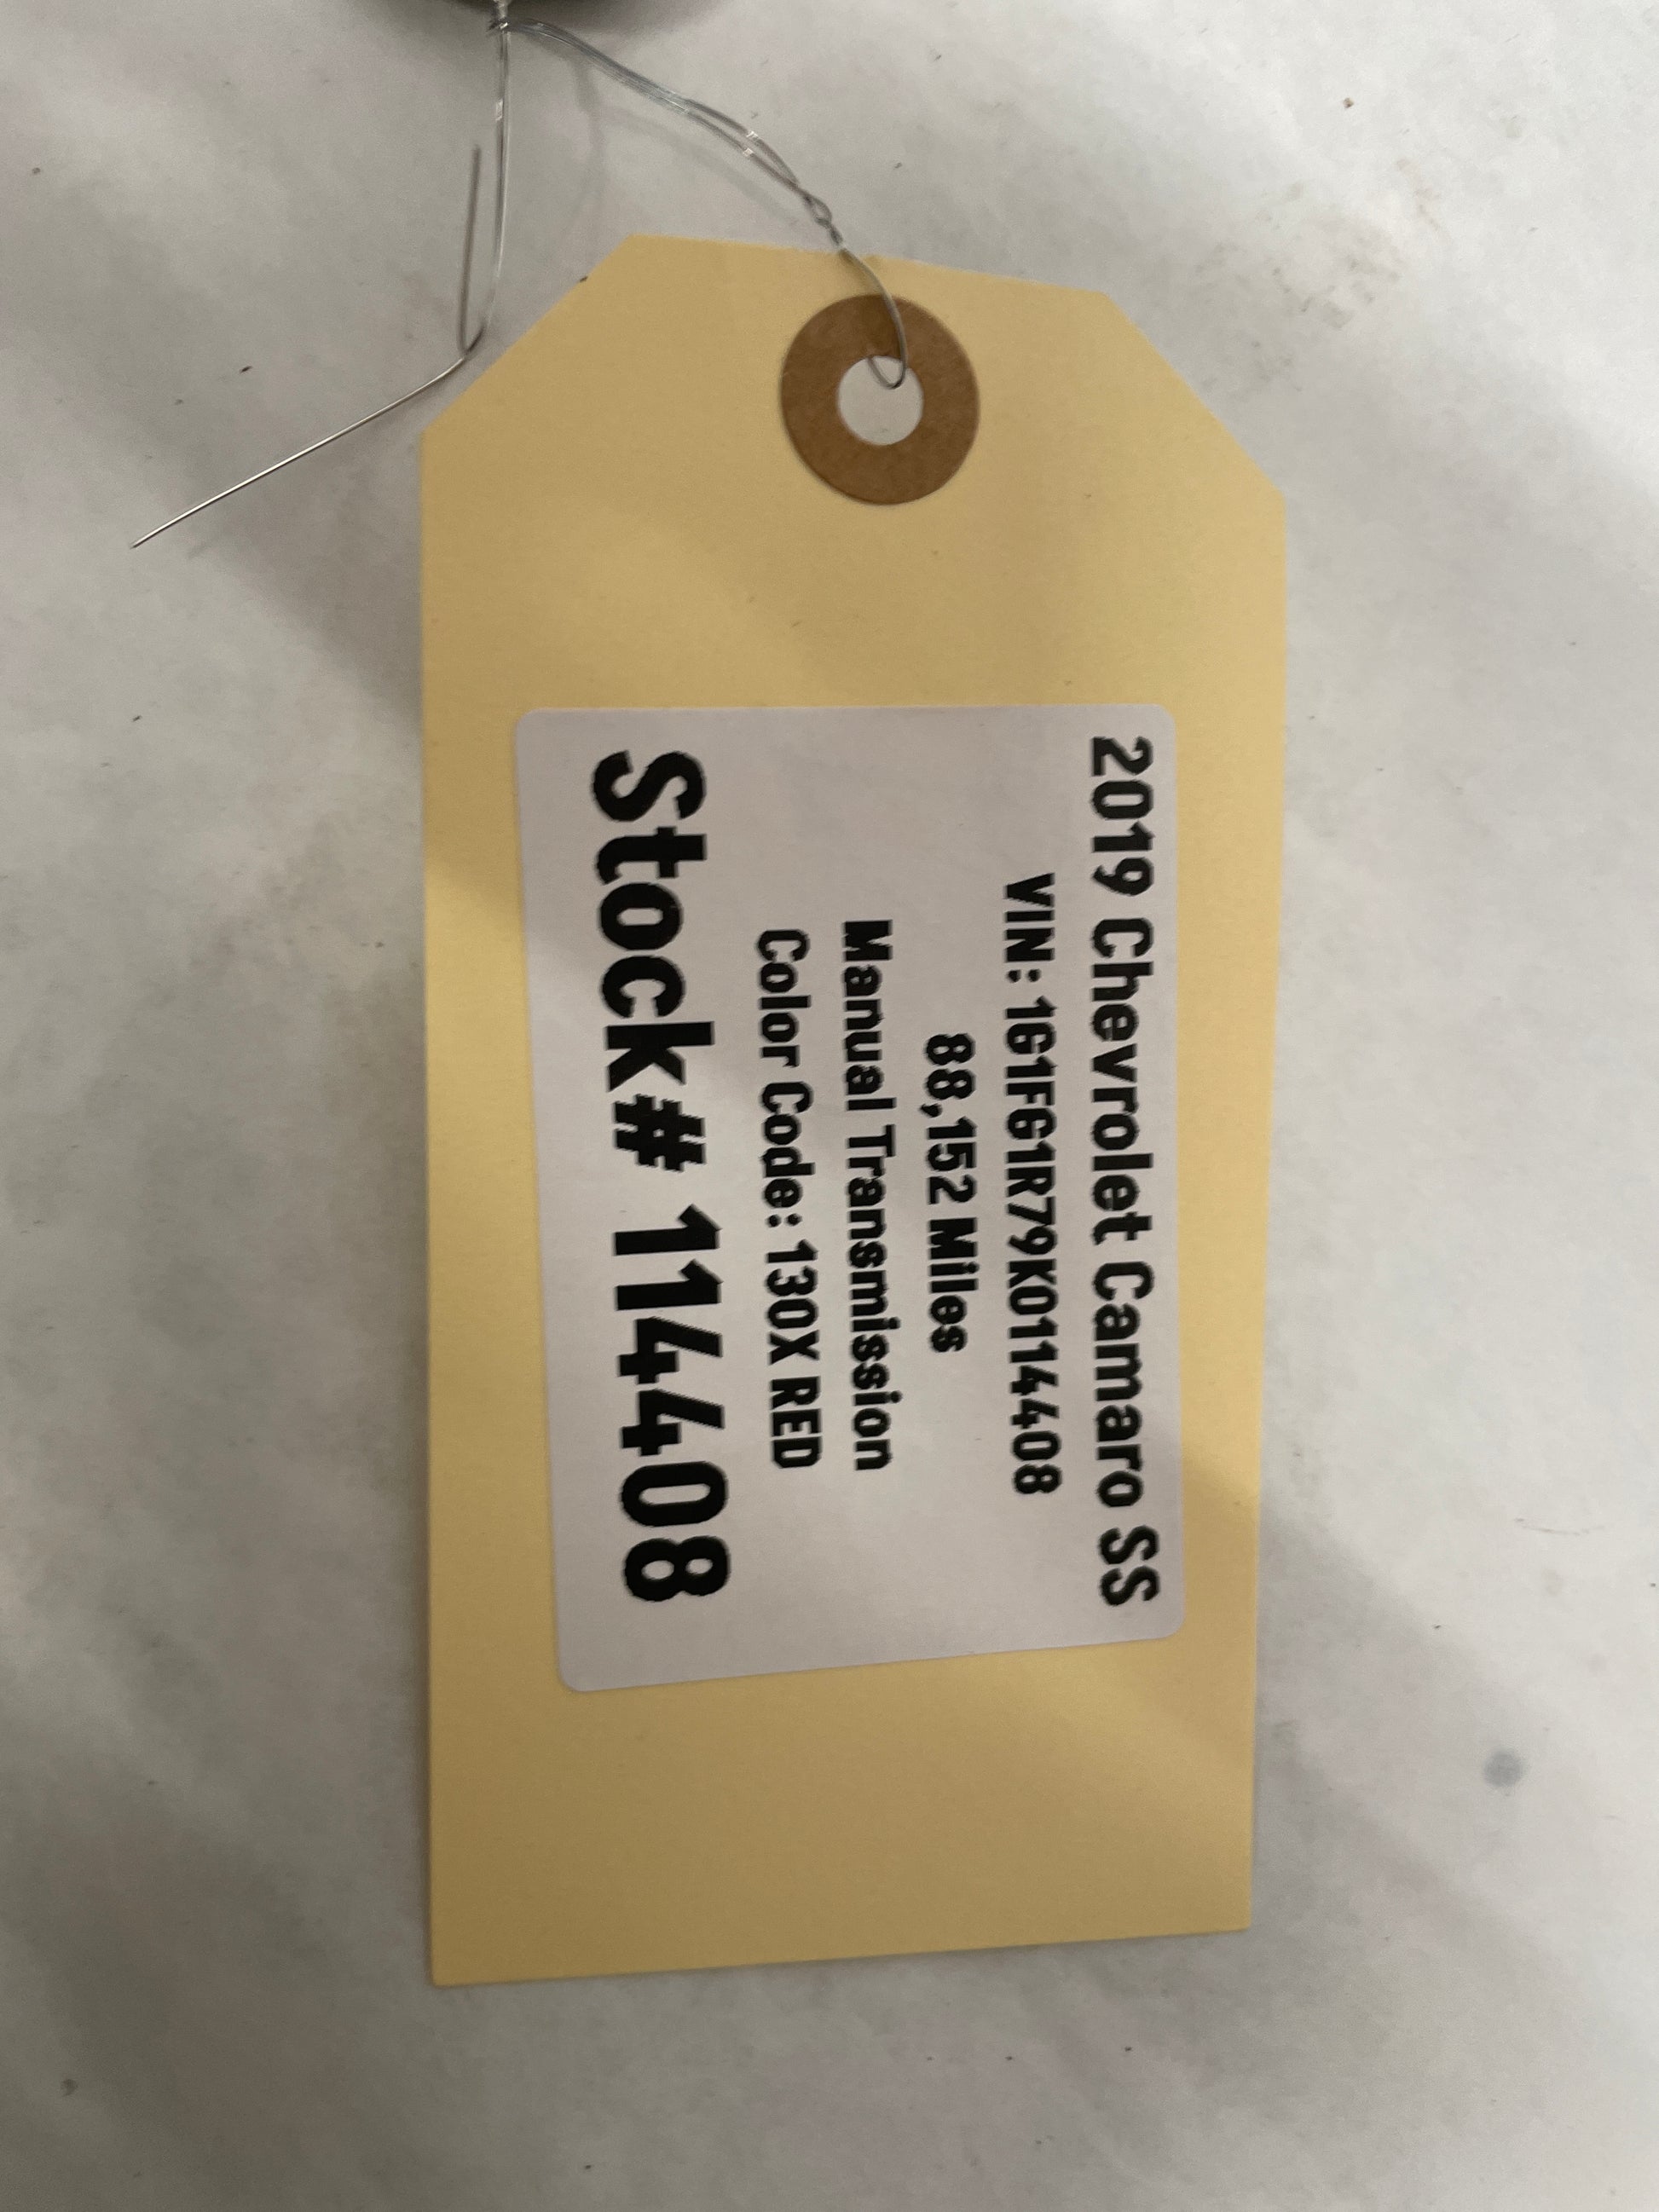 2019 Chevrolet Camaro SS
VIN: 1G1FG1R79K0114408
88,152 Miles
Manual Transmission
Color Code: 130X RED
Stock# 114408